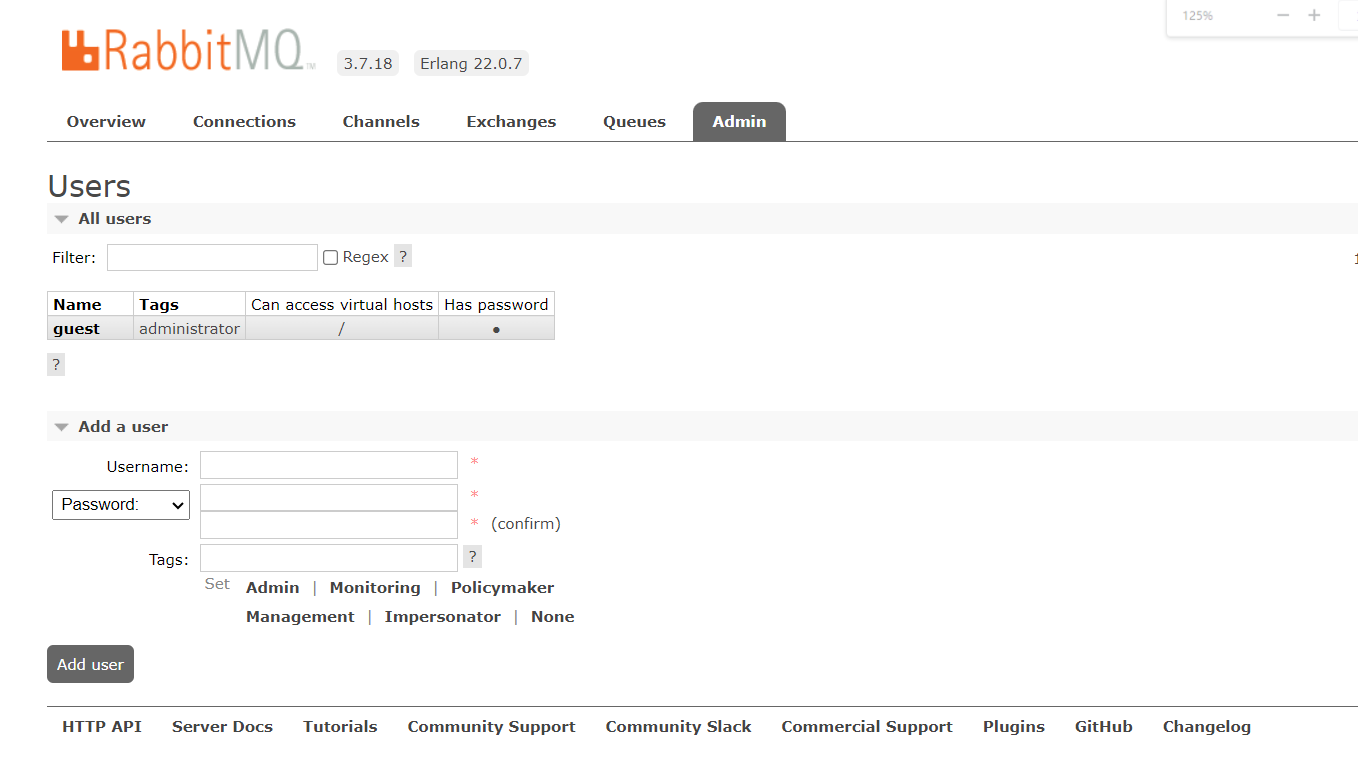 125% − +
RabbitMQ™ 3.7.18 Erlang 22.0.7
Overview Connections Channels Exchanges Queues Admin
Users
All users
Filter: Regex ?
Name Tags Can access virtual hosts Has password
guest administrator / ●
?
Add a user
Username: *
Password: *
* (confirm)
Tags: ?
Set Admin | Monitoring | Policymaker
Management | Impersonator | None
Add user
HTTP API Server Docs Tutorials Community Support Community Slack Commercial Support Plugins GitHub Changelog